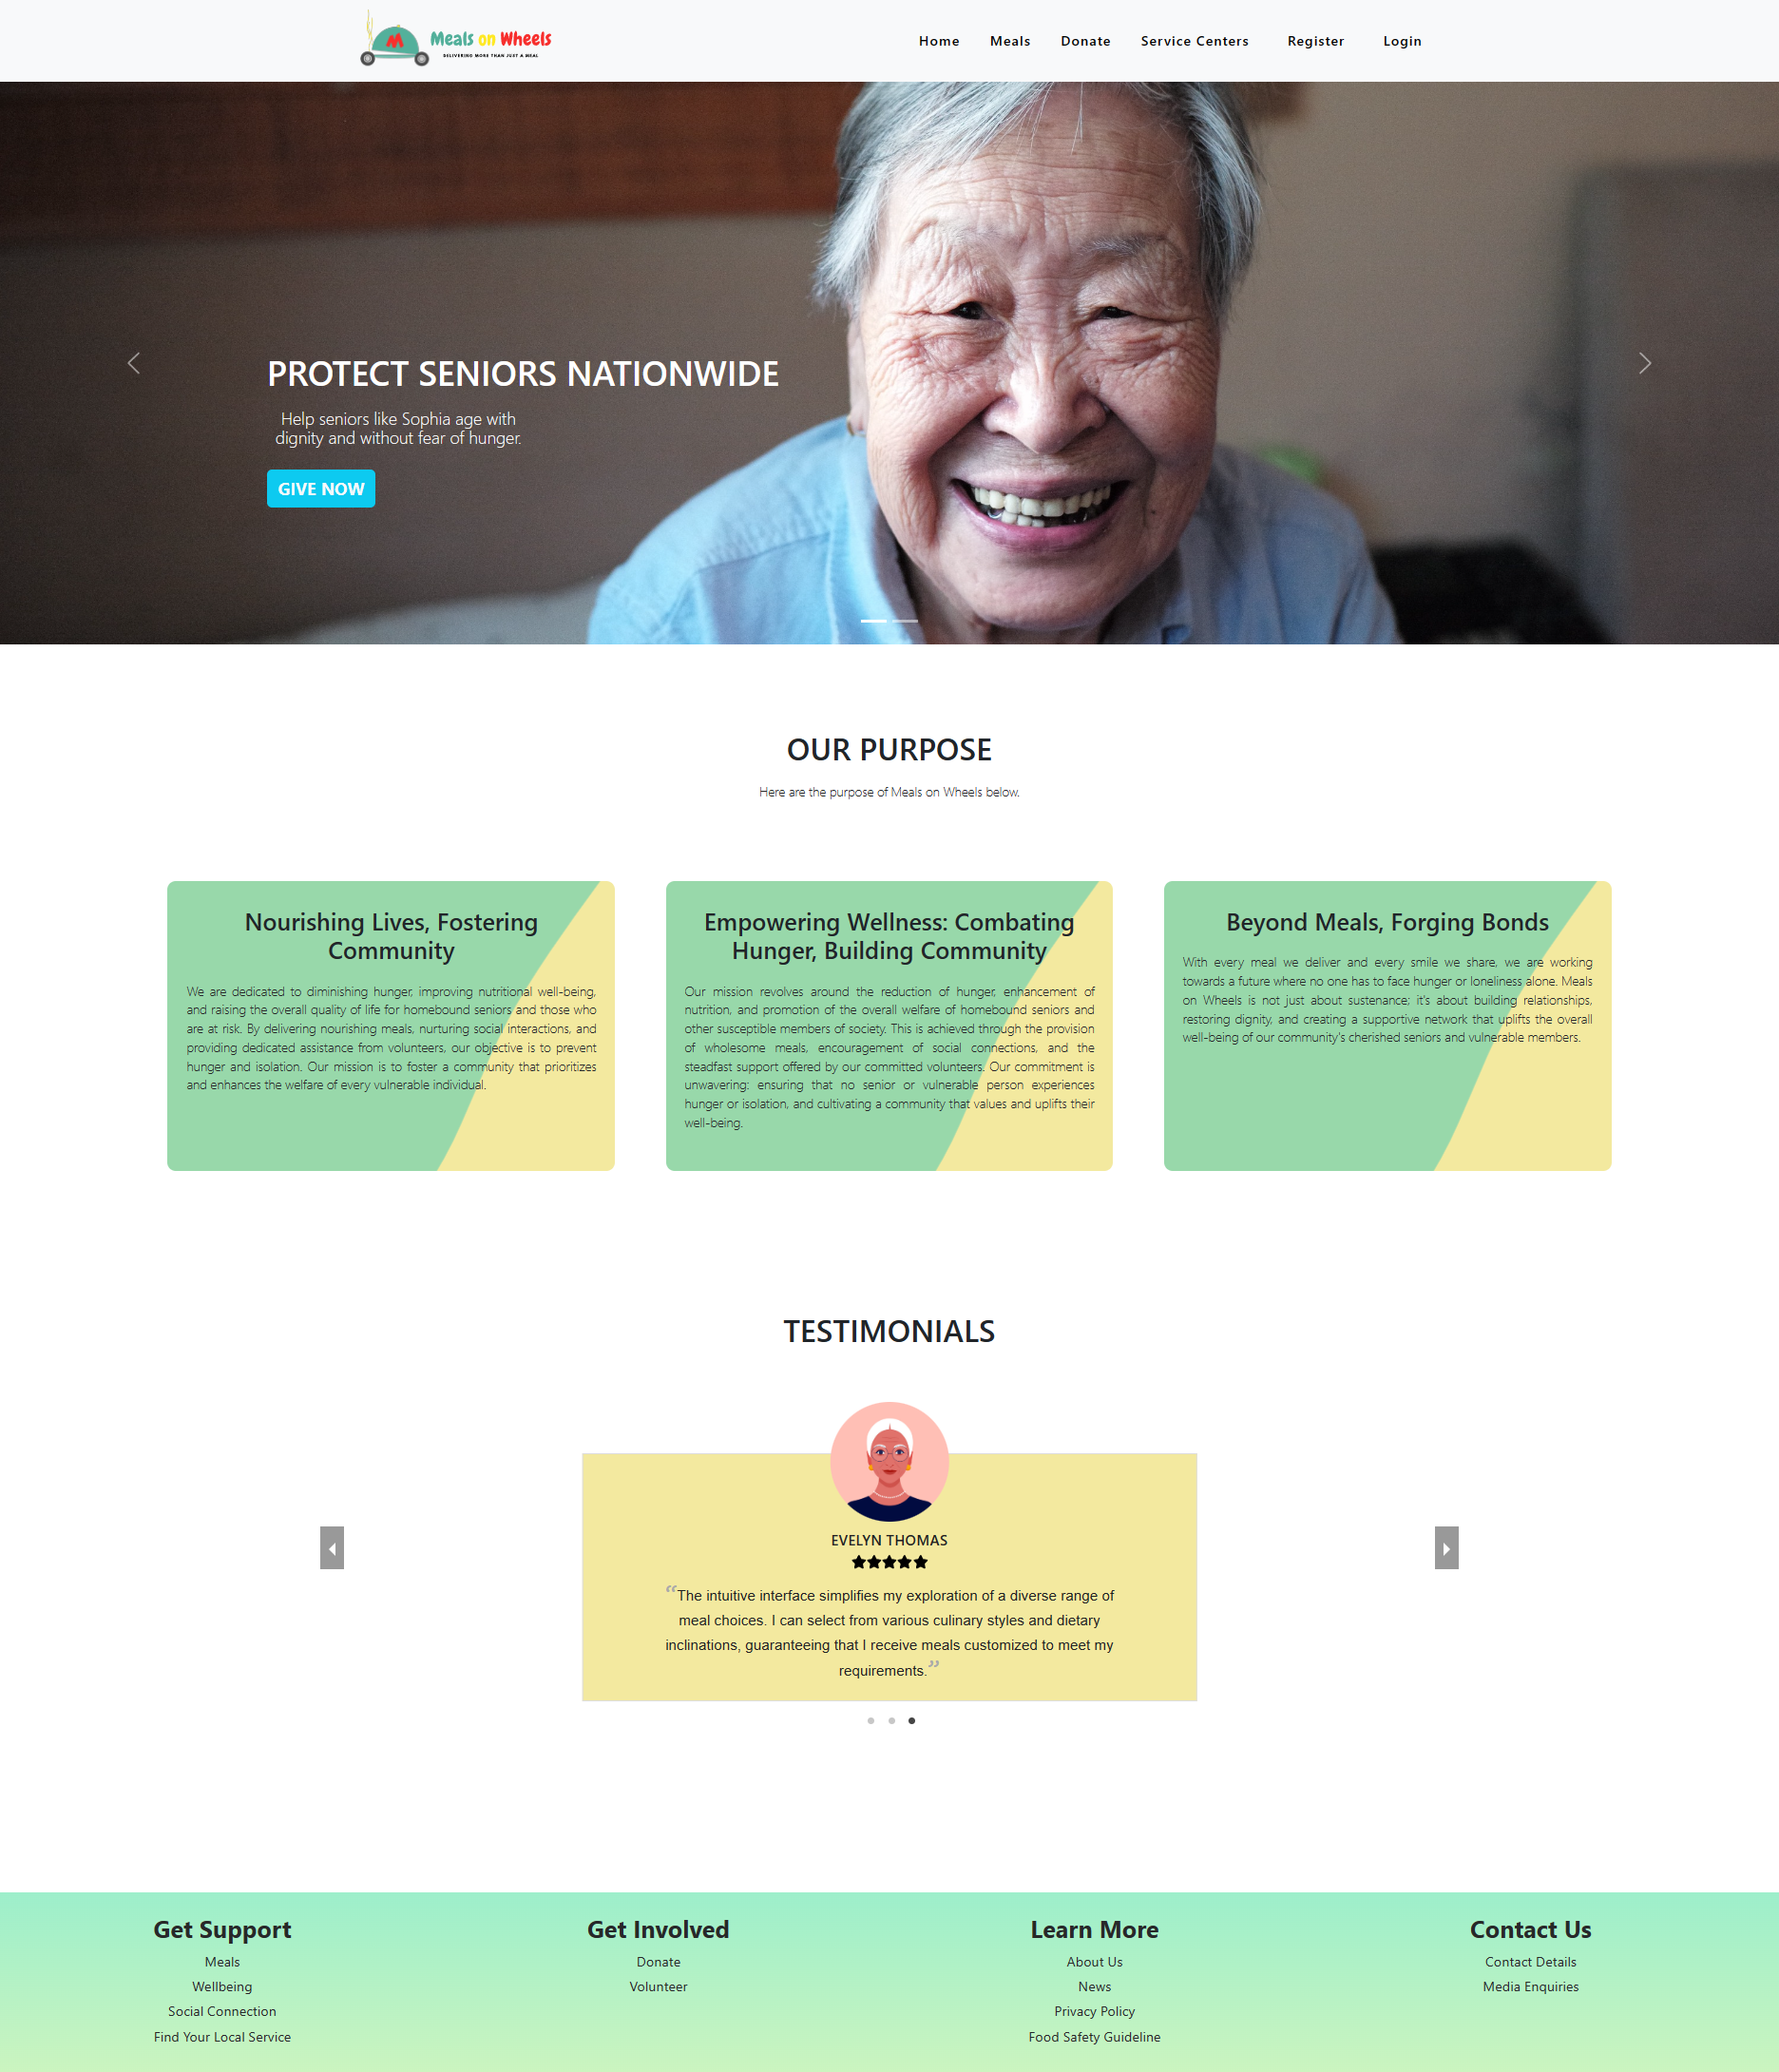 M
Meals on Wheels
DELIVERING MORE THAN JUST A MEAL
Home Meals Donate Service Centers Register Login
PROTECT SENIORS NATIONWIDE
Help seniors like Sophia age with
dignity and without fear of hunger.
GIVE NOW
OUR PURPOSE
Here are the purpose of Meals on Wheels below.
Nourishing Lives, Fostering
Community
We are dedicated to diminishing hunger, improving nutritional well-being,
and raising the overall quality of life for homebound seniors and those who
are at risk. By delivering nourishing meals, nurturing social interactions, and
providing dedicated assistance from volunteers, our objective is to prevent
hunger and isolation. Our mission is to foster a community that prioritizes
and enhances the welfare of every vulnerable individual.
Empowering Wellness: Combating
Hunger, Building Community
Our mission revolves around the reduction of hunger, enhancement of
nutrition, and promotion of the overall welfare of homebound seniors and
other susceptible members of society. This is achieved through the provision
of wholesome meals, encouragement of social connections, and the
steadfast support offered by our committed volunteers. Our commitment is
unwavering: ensuring that no senior or vulnerable person experiences
hunger or isolation, and cultivating a community that values and uplifts their
well-being.
Beyond Meals, Forging Bonds
With every meal we deliver and every smile we share, we are working
towards a future where no one has to face hunger or loneliness alone. Meals
on Wheels is not just about sustenance; it's about building relationships,
restoring dignity, and creating a supportive network that uplifts the overall
well-being of our community's cherished seniors and vulnerable members.
TESTIMONIALS
EVELYN THOMAS
“The intuitive interface simplifies my exploration of a diverse range of
meal choices. I can select from various culinary styles and dietary
inclinations, guaranteeing that I receive meals customized to meet my
requirements.”
Get Support
Meals
Wellbeing
Social Connection
Find Your Local Service
Get Involved
Donate
Volunteer
Learn More
About Us
News
Privacy Policy
Food Safety Guideline
Contact Us
Contact Details
Media Enquiries